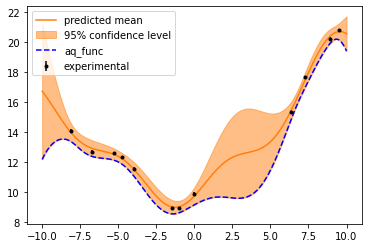 22
20
18
16
14
12
10
8
predicted mean
95% confidence level
aq_func
experimental
−10.0 −7.5 −5.0 −2.5 0.0 2.5 5.0 7.5 10.0